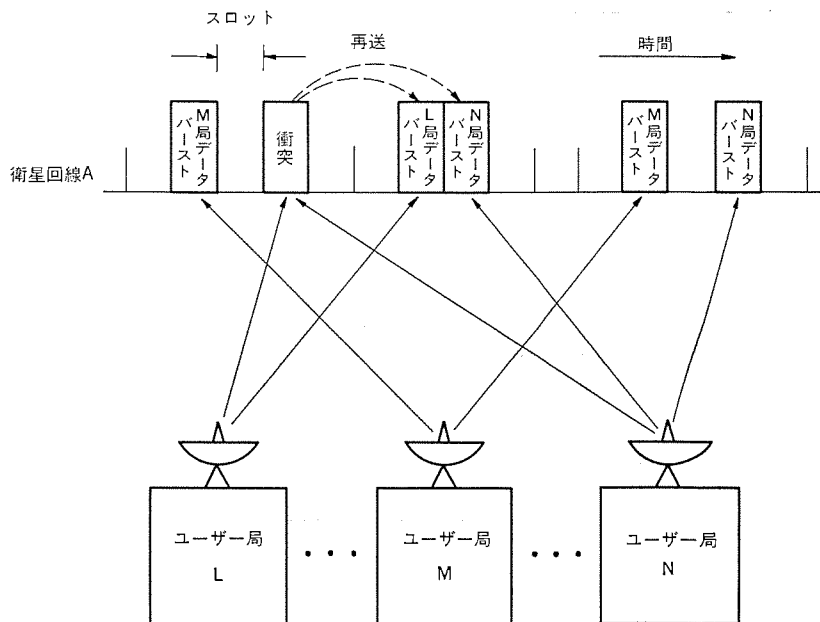 スロット
再送
時間
M局データ
バースト
衝突
L局データ
バースト
N局データ
バースト
M局データ
バースト
N局データ
バースト
衛星回線A
ユーザー局
L
・・・
ユーザー局
M
・・・
ユーザー局
N